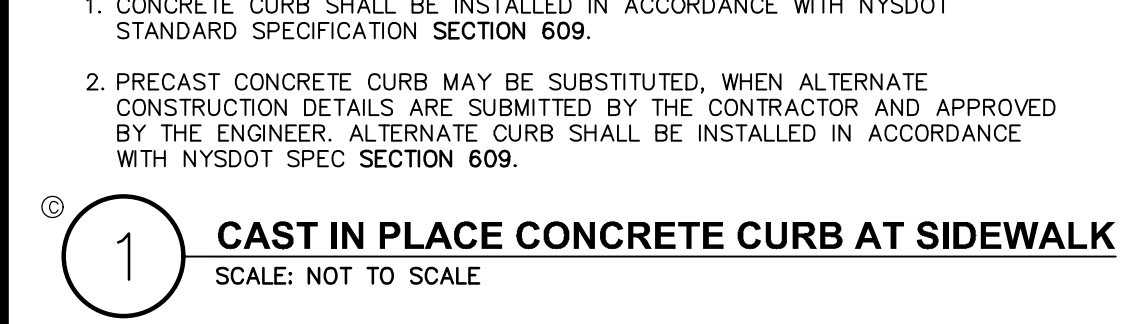 1. CONCRETE CURB SHALL BE INSTALLED IN ACCORDANCE WITH NYSDOT
STANDARD SPECIFICATION SECTION 609.
2. PRECAST CONCRETE CURB MAY BE SUBSTITUTED, WHEN ALTERNATE
CONSTRUCTION DETAILS ARE SUBMITTED BY THE CONTRACTOR AND APPROVED
BY THE ENGINEER. ALTERNATE CURB SHALL BE INSTALLED IN ACCORDANCE
WITH NYSDOT SPEC SECTION 609.
©
1
CAST IN PLACE CONCRETE CURB AT SIDEWALK
SCALE: NOT TO SCALE